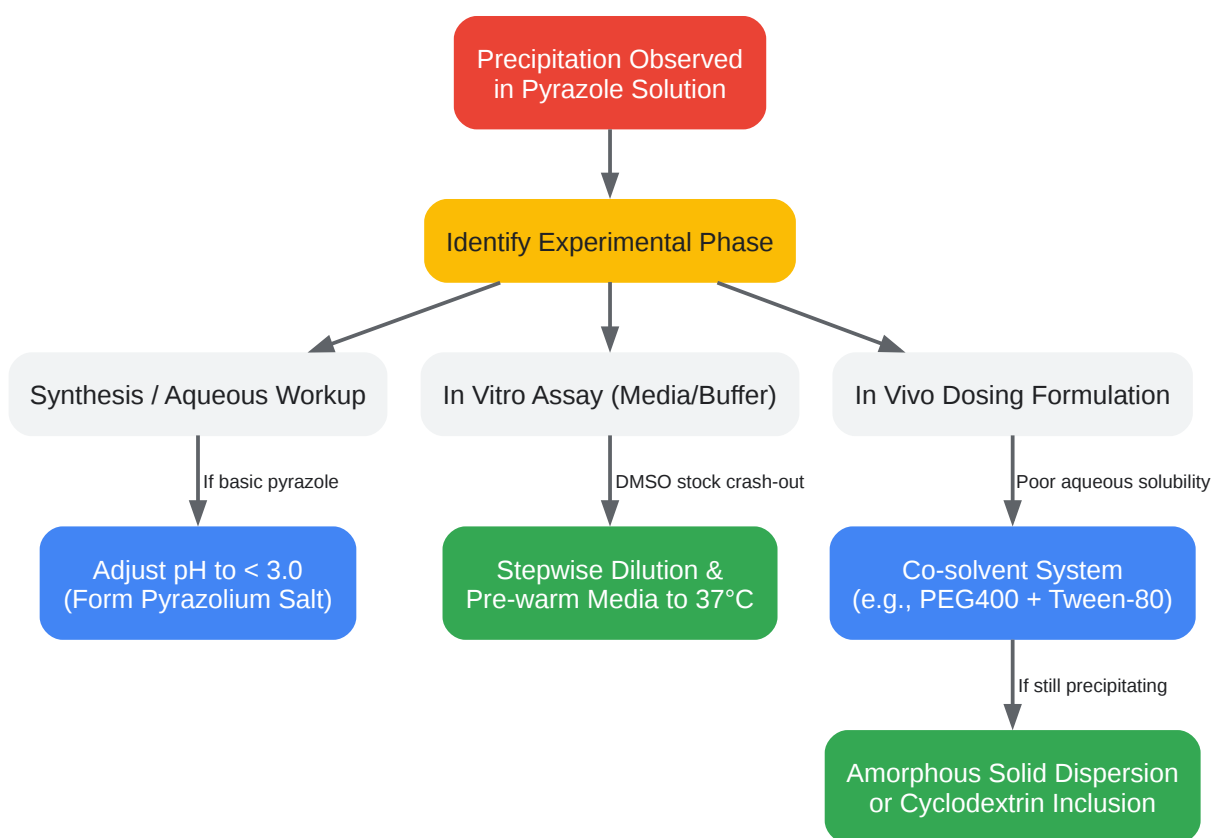 Precipitation Observed
in Pyrazole Solution
Identify Experimental Phase
Synthesis / Aqueous Workup
In Vitro Assay (Media/Buffer)
In Vivo Dosing Formulation
If basic pyrazole
DMSO stock crash-out
Poor aqueous solubility
Adjust pH to < 3.0
(Form Pyrazolium Salt)
Stepwise Dilution &
Pre-warm Media to 37°C
Co-solvent System
(e.g., PEG400 + Tween-80)
If still precipitating
Amorphous Solid Dispersion
or Cyclodextrin Inclusion